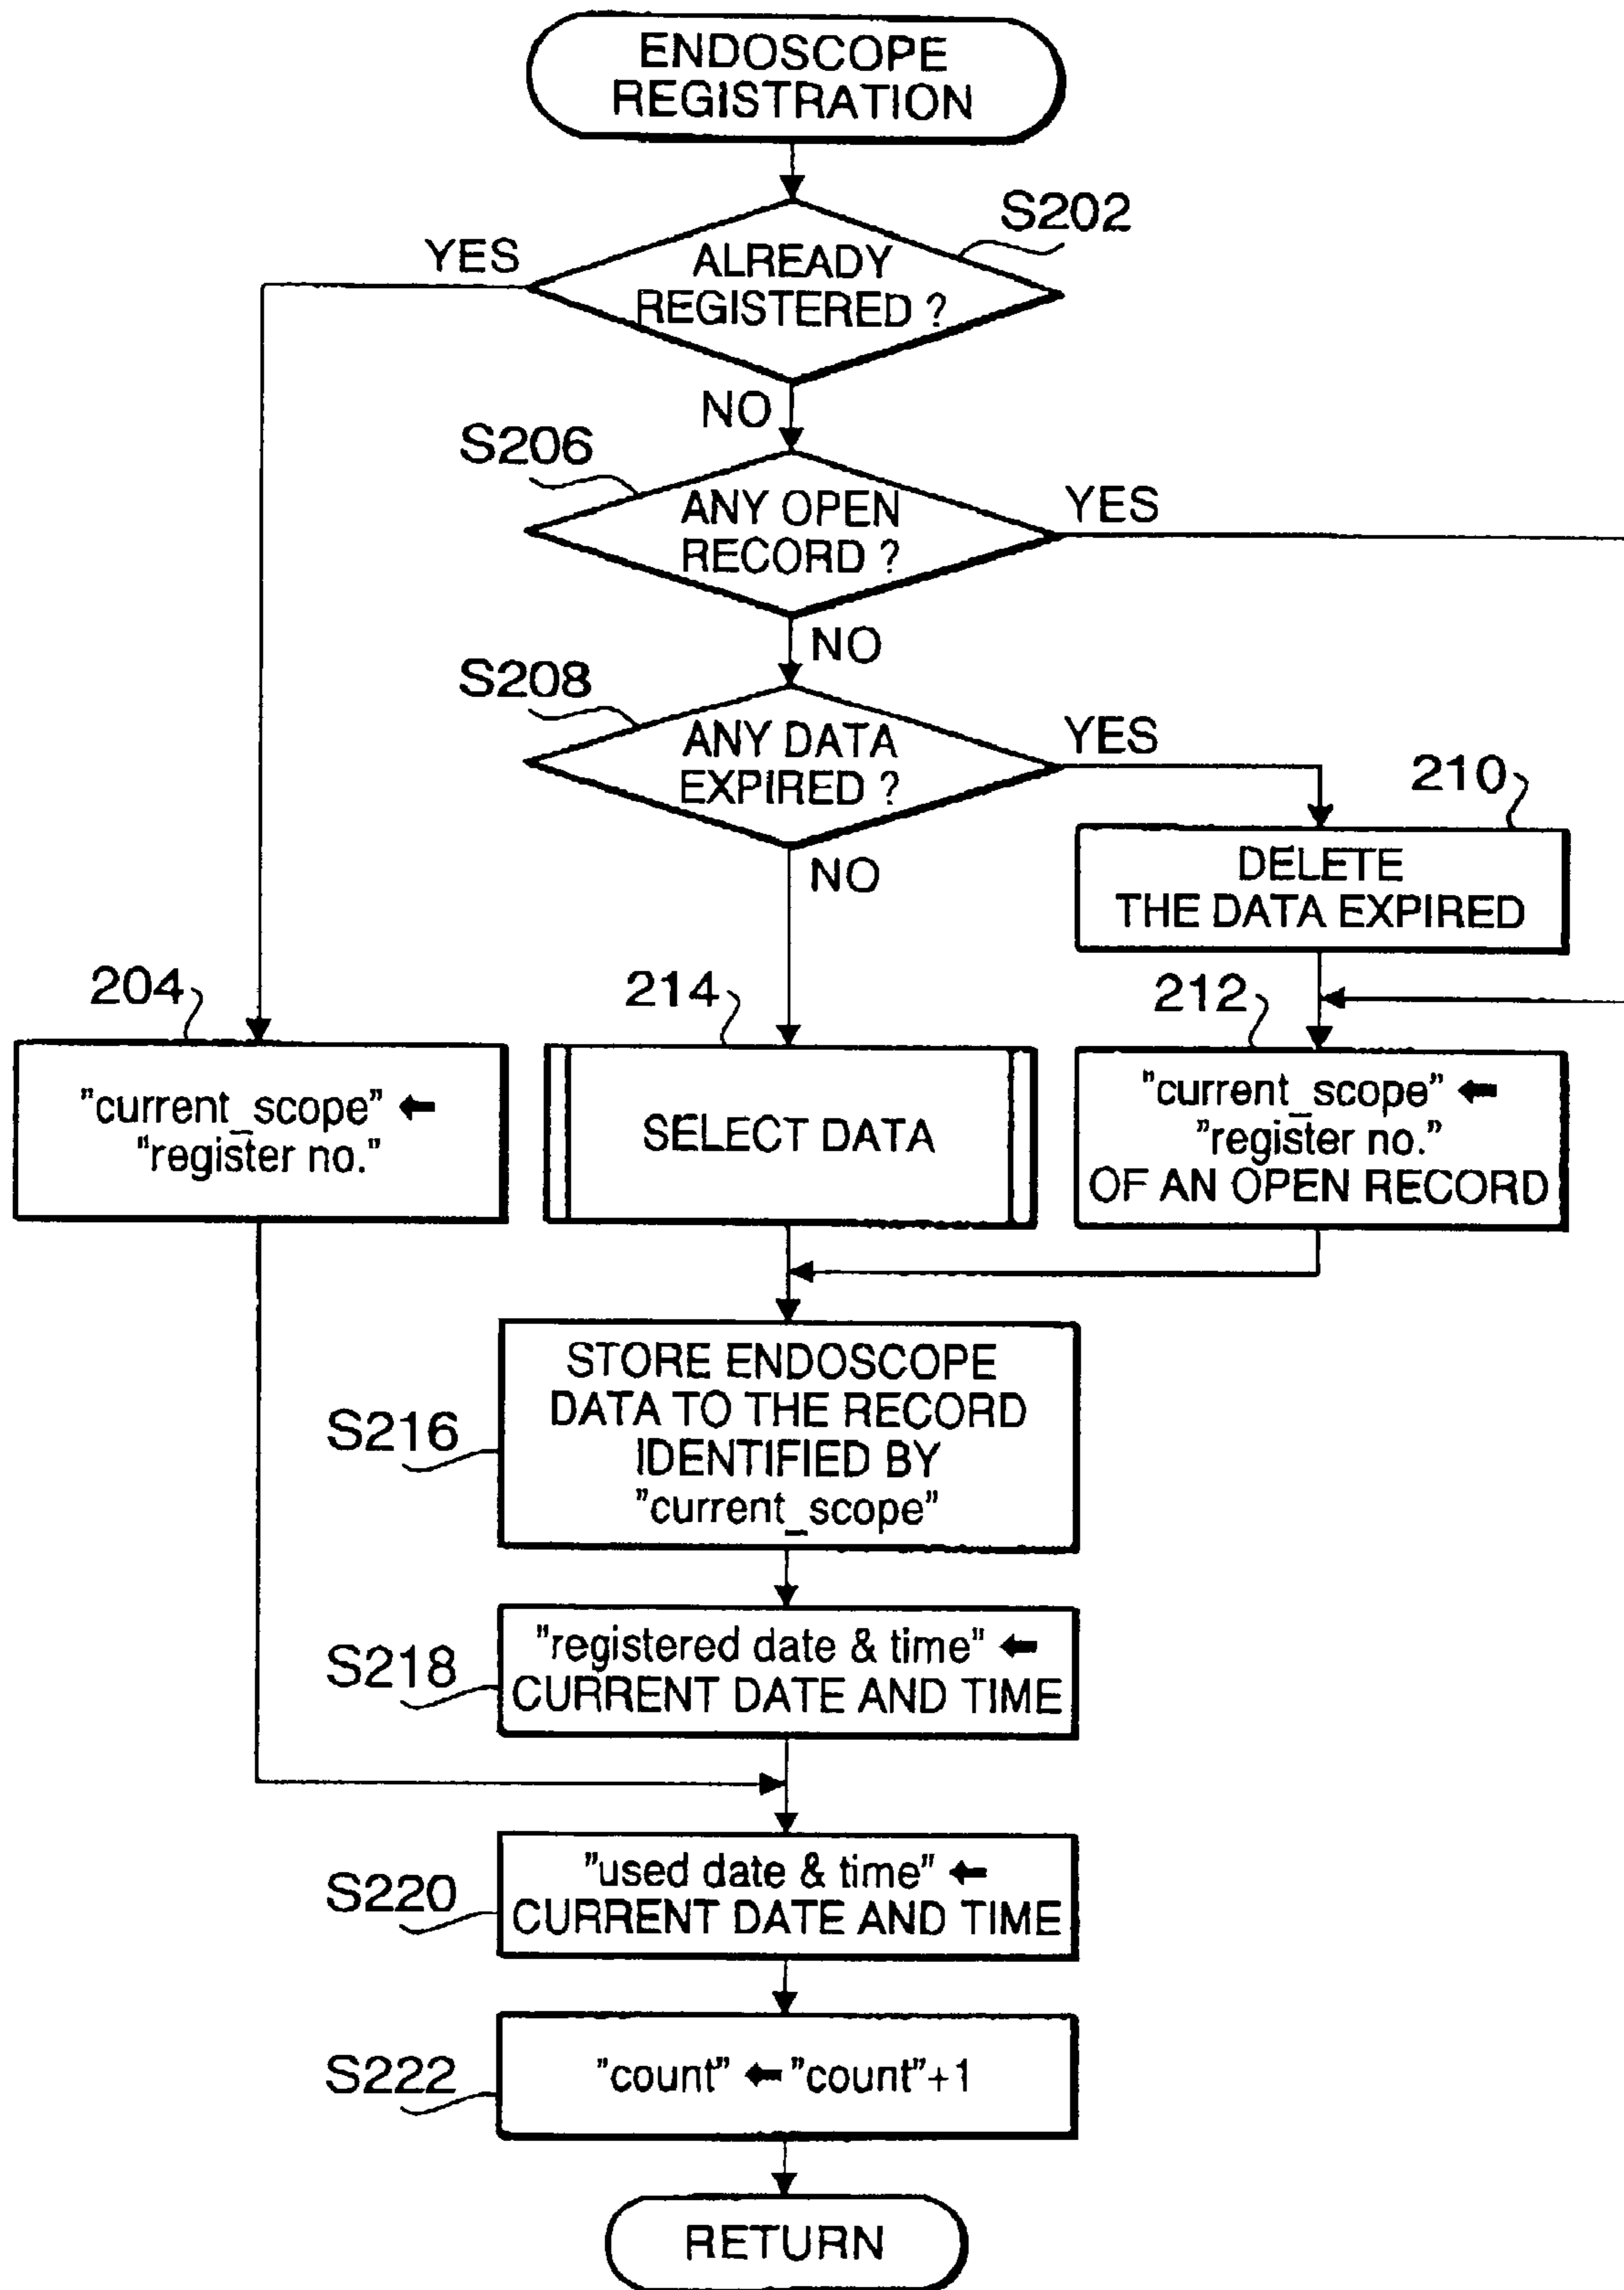 ENDOSCOPE
REGISTRATION
S202
YES
ALREADY
REGISTERED ?
NO
S206
ANY OPEN
RECORD ?
YES
NO
S208
ANY DATA
EXPIRED ?
YES
NO
210
DELETE
THE DATA EXPIRED
204
"current_scope" ←
"register no."
214
SELECT DATA
212
"current_scope" ←
"register no."
OF AN OPEN RECORD
S216
STORE ENDOSCOPE
DATA TO THE RECORD
IDENTIFIED BY
"current_scope"
S218
"registered date & time" ←
CURRENT DATE AND TIME
S220
"used date & time" ←
CURRENT DATE AND TIME
S222
"count" ← "count"+1
RETURN